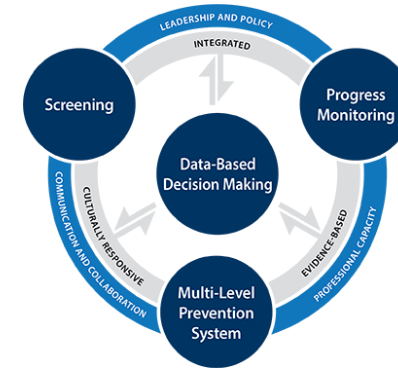 LEADERSHIP AND POLICY
INTEGRATED
Screening
Progress
Monitoring
Data-Based
Decision Making
COMMUNICATION AND COLLABORATION
CULTURALLY RESPONSIVE
EVIDENCE-BASED
PROFESSIONAL CAPACITY
Multi-Level
Prevention
System